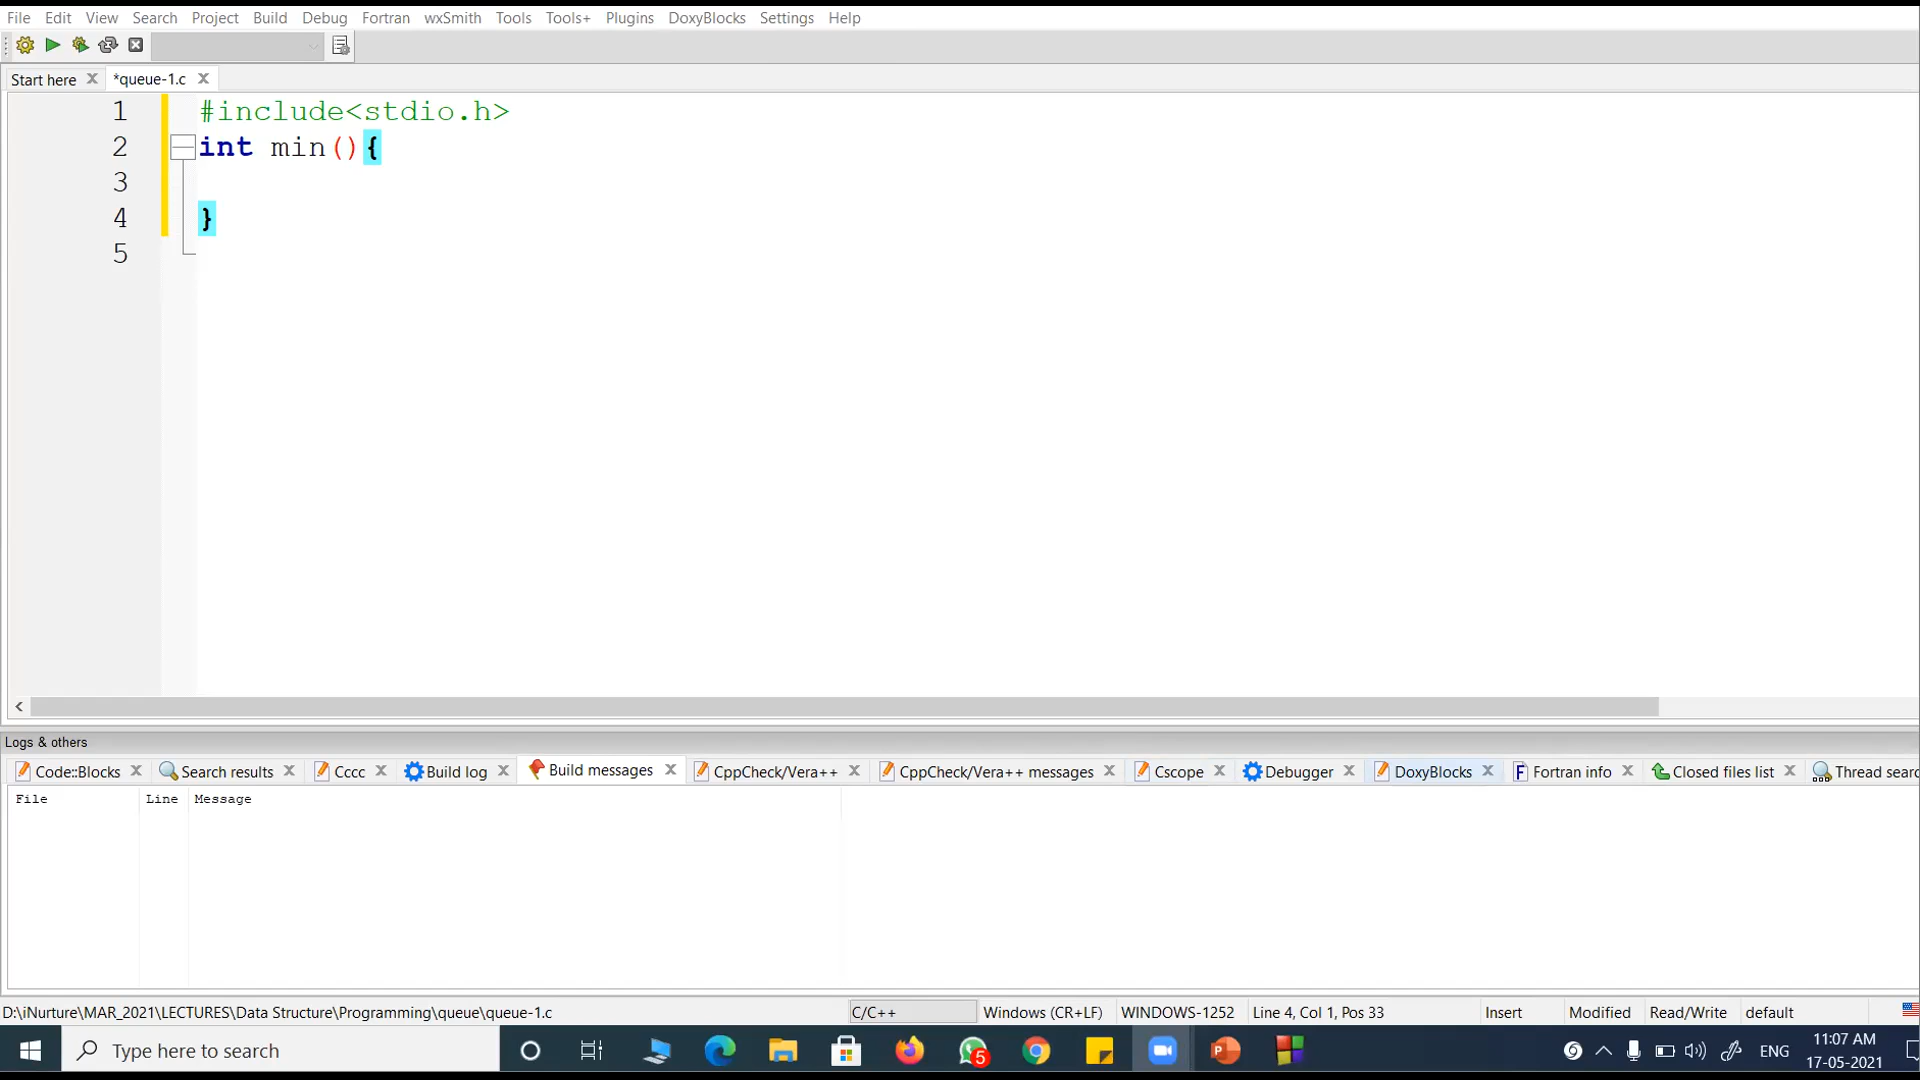 File Edit View Search Project Build Debug Fortran wxSmith Tools Tools+ Plugins DoxyBlocks Settings Help
Start here *queue-1.c
1 #include<stdio.h>
2 int min(){
3
4 }
5
Logs & others
Code::Blocks Search results Cccc Build log Build messages CppCheck/Vera++ CppCheck/Vera++ messages Cscope Debugger DoxyBlocks Fortran info Closed files list Thread searc
File Line Message
D:\iNurture\MAR_2021\LECTURES\Data Structure\Programming\queue\queue-1.c C/C++ Windows (CR+LF) WINDOWS-1252 Line 4, Col 1, Pos 33 Insert Modified Read/Write default
Type here to search 5 ENG 11:07 AM
17-05-2021